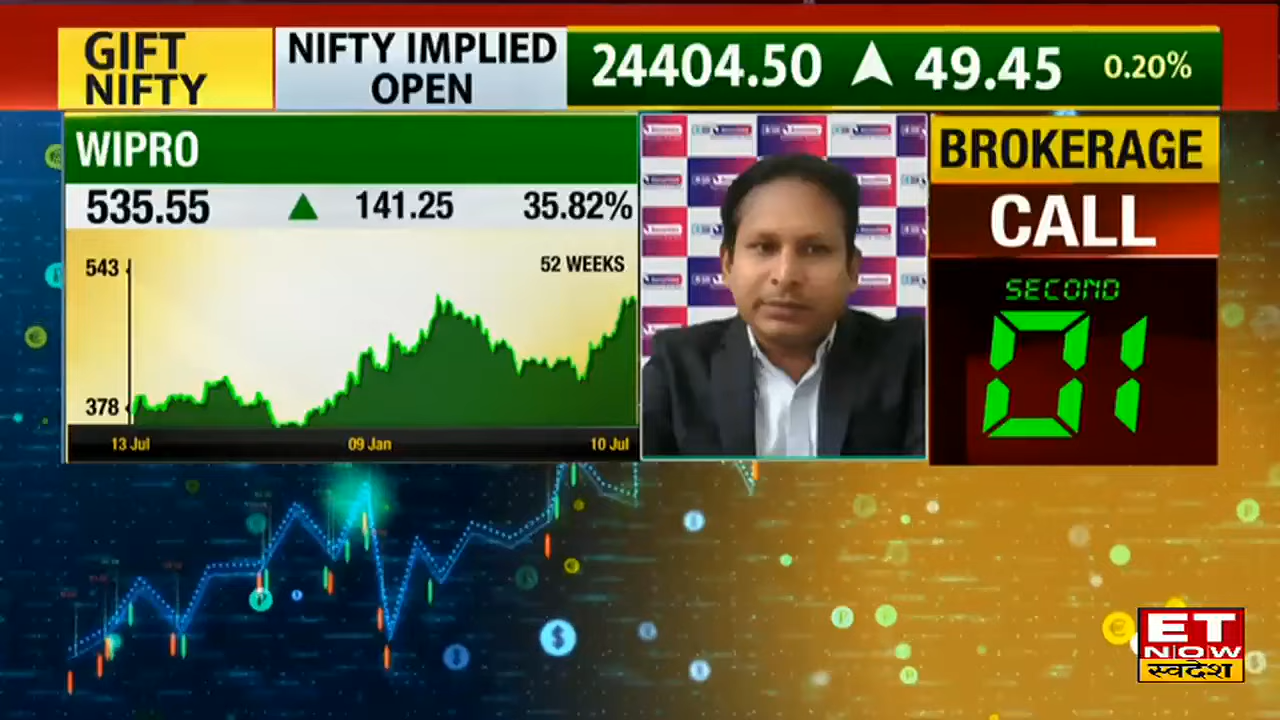 GIFT
NIFTY
NIFTY IMPLIED
OPEN
24404.50 49.45 0.20%
WIPRO
535.55 141.25 35.82%
543
52 WEEKS
378
13 Jul 09 Jan 10 Jul
BROKERAGE
CALL
SECOND
01
ET
NOW
स्वदेश